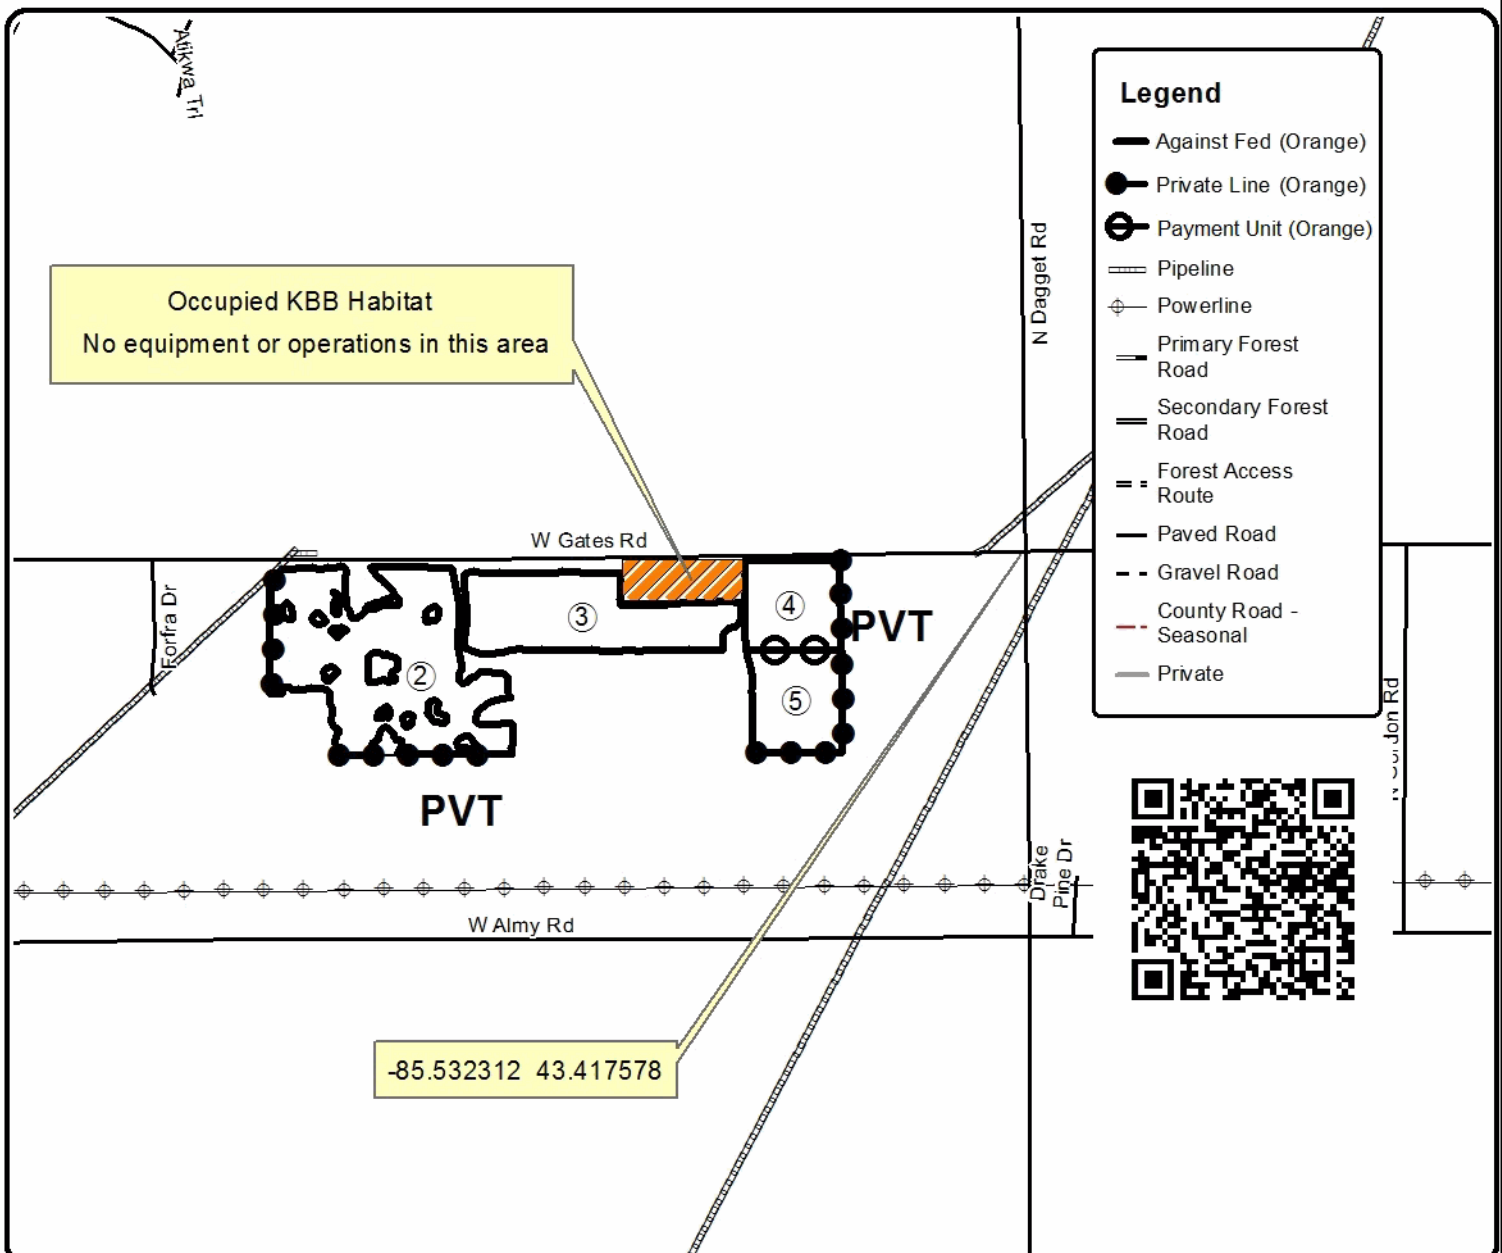 Atikwa Trl
Legend
Against Fed (Orange)
Private Line (Orange)
Payment Unit (Orange)
Pipeline
Powerline
Primary Forest
Road
Secondary Forest
Road
Forest Access
Route
Paved Road
Gravel Road
County Road -
Seasonal
Private
N Dagget Rd
Occupied KBB Habitat
No equipment or operations in this area
W Gates Rd
Forfra Dr
3
4
PVT
2
5
PVT
Rd
Drake
Pine Dr
W Almy Rd
-85.532312 43.417578